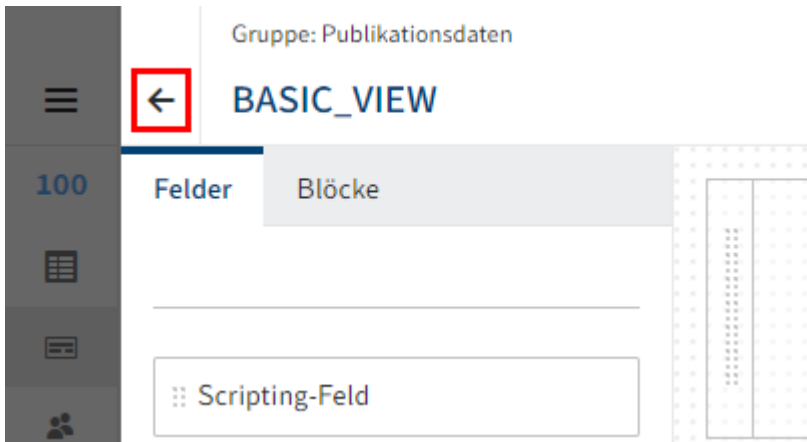 Gruppe: Publikationsdaten
BASIC_VIEW
100
Felder Blöcke
Scripting-Feld